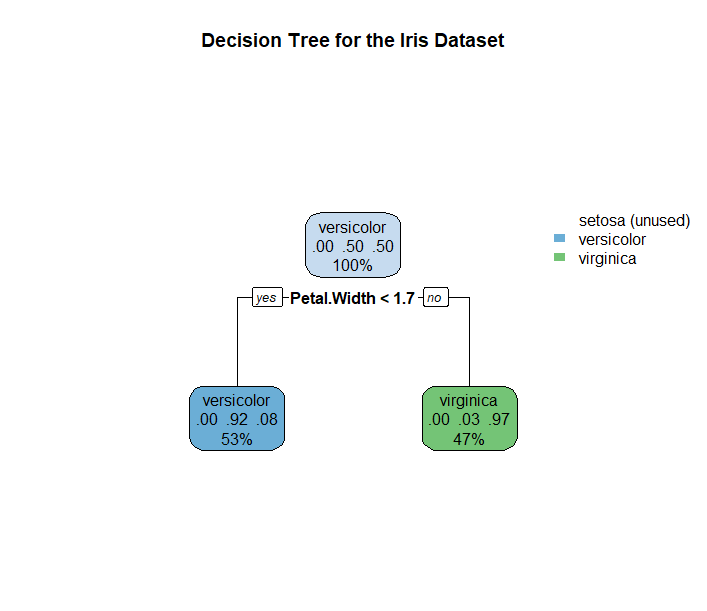 Decision Tree for the Iris Dataset
versicolor
.00 .50 .50
100%
setosa (unused)
versicolor
virginica
yes Petal.Width < 1.7 no
versicolor
.00 .92 .08
53%
virginica
.00 .03 .97
47%